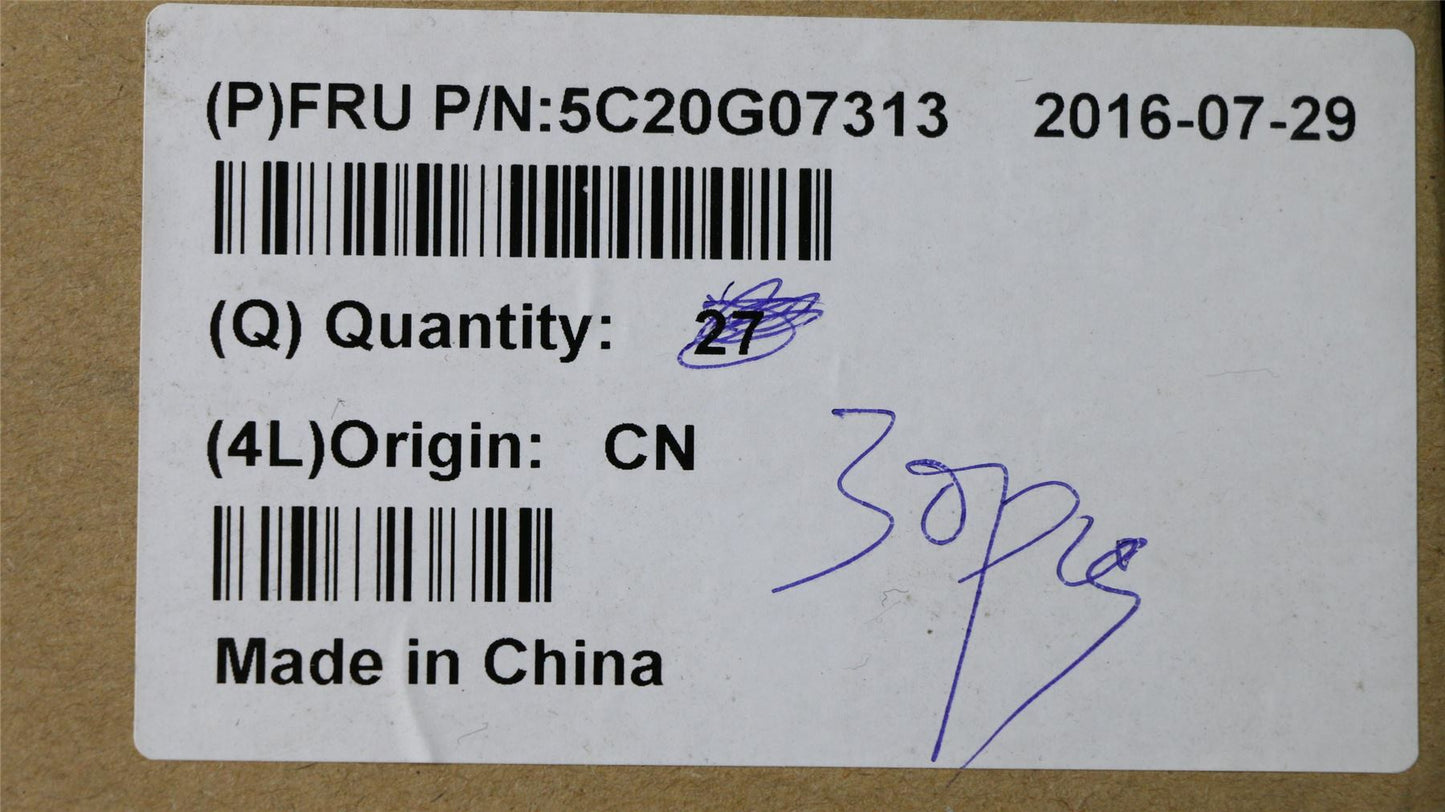 (P)FRU P/N:5C20G07313 2016-07-29
(Q) Quantity: 27
(4L)Origin: CN
30pcs
Made in China